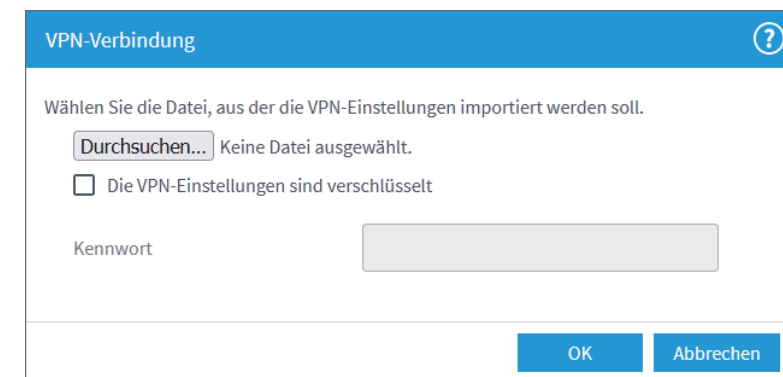 VPN-Verbindung
?
Wählen Sie die Datei, aus der die VPN-Einstellungen importiert werden soll.
Durchsuchen... Keine Datei ausgewählt.
Die VPN-Einstellungen sind verschlüsselt
Kennwort
OK Abbrechen